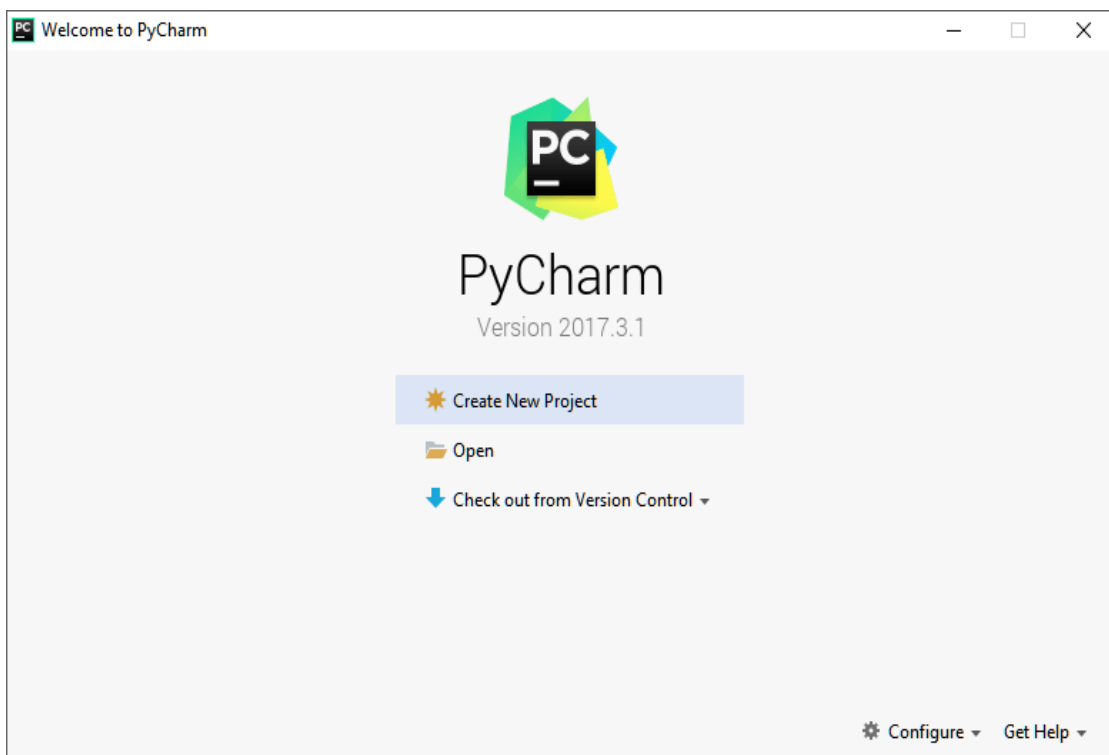 PC Welcome to PyCharm
PC
PyCharm
Version 2017.3.1
Create New Project
Open
Check out from Version Control
Configure Get Help